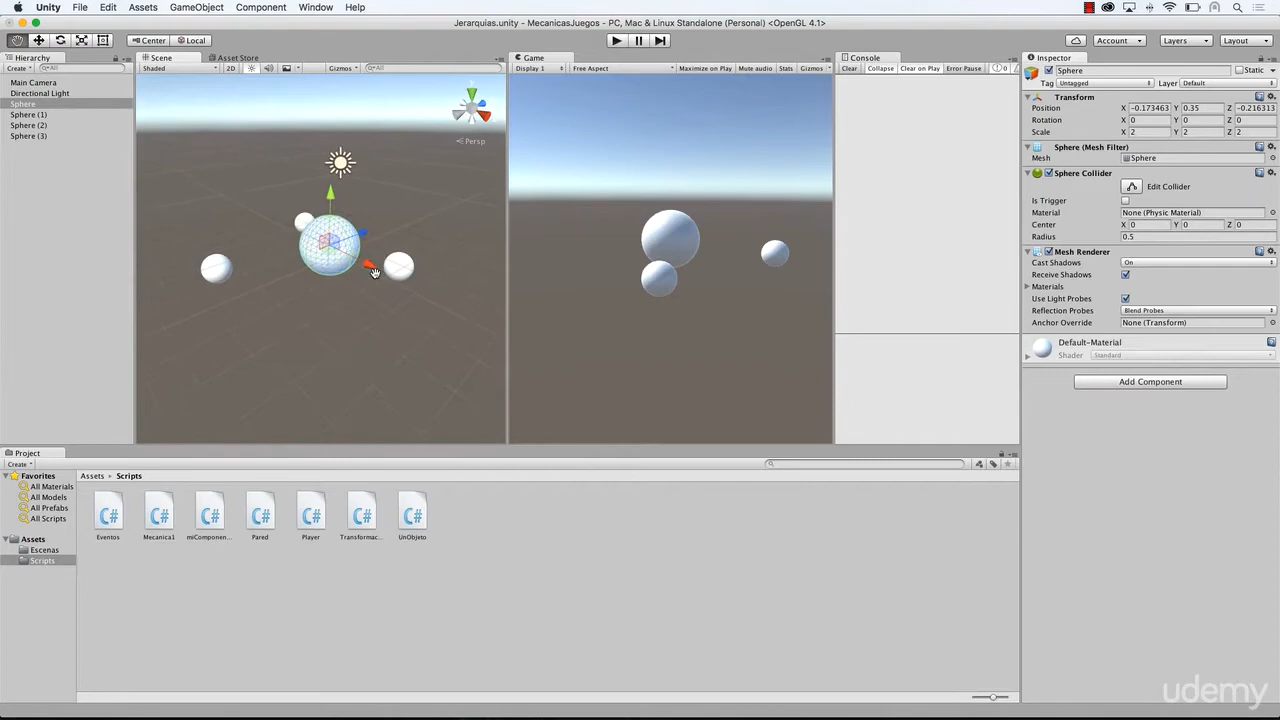 Unity File Edit Assets GameObject Component Window Help
Jerarquias.unity - MecanicasJuegos - PC, Mac & Linux Standalone (Personal) <OpenGL 4.1>
Center Local Account Layers Layout
Hierarchy
Create All
Main Camera
Directional Light
Sphere
Sphere (1)
Sphere (2)
Sphere (3)
Scene Asset Store
Shaded 2D Gizmos All
Persp
Game
Display 1 Free Aspect Maximize on Play Mute audio Stats Gizmos
Console
Clear Collapse Clear on Play Error Pause 0
Inspector
Sphere Static
Tag Untagged Layer Default
Transform
Position X -0.173463 Y 0.35 Z -0.216313
Rotation X 0 Y 0 Z 0
Scale X 2 Y 2 Z 2
Sphere (Mesh Filter)
Mesh Sphere
Sphere Collider
Edit Collider
Is Trigger
Material None (Physic Material)
Center X 0 Y 0 Z 0
Radius 0.5
Mesh Renderer
Cast Shadows On
Receive Shadows
Materials
Use Light Probes
Reflection Probes Blend Probes
Anchor Override None (Transform)
Default-Material
Shader Standard
Add Component
Project
Create
Favorites
All Materials
All Models
All Prefabs
All Scripts
Assets
Escenas
Scripts
Assets Scripts
C# C# C# C# C# C# C#
Eventos Mecanica1 miComponen... Pared Player Transformac... UnObjeto
udemy